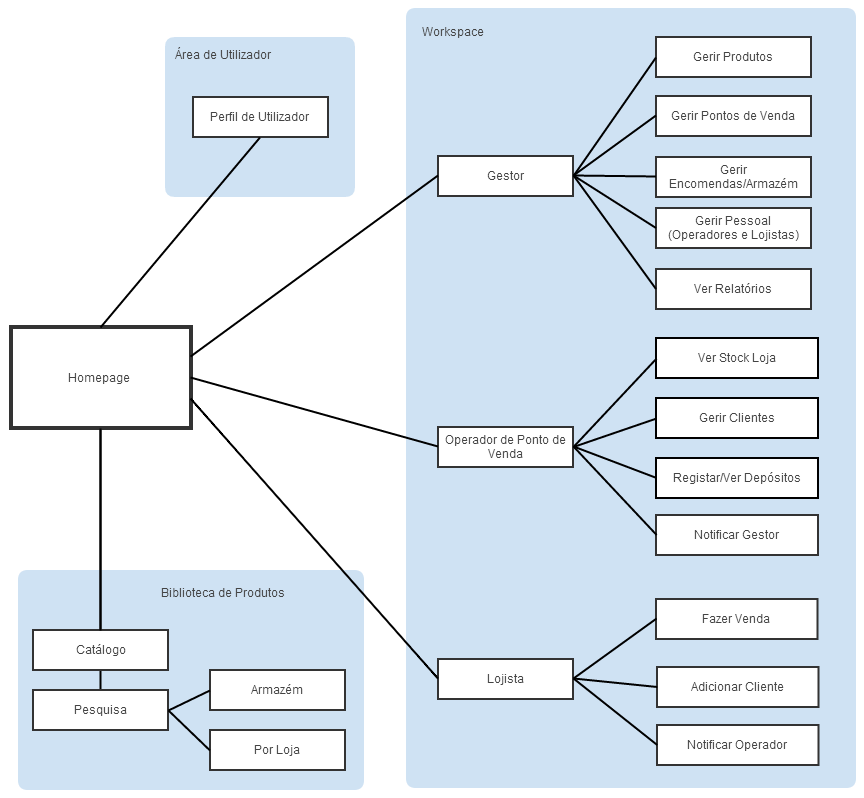 Área de Utilizador
Perfil de Utilizador
Homepage
Biblioteca de Produtos
Catálogo
Pesquisa
Armazém
Por Loja
Workspace
Gestor
Gerir Produtos
Gerir Pontos de Venda
Gerir
Encomendas/Armazém
Gerir Pessoal
(Operadores e Lojistas)
Ver Relatórios
Operador de Ponto de
Venda
Ver Stock Loja
Gerir Clientes
Registar/Ver Depósitos
Notificar Gestor
Lojista
Fazer Venda
Adicionar Cliente
Notificar Operador